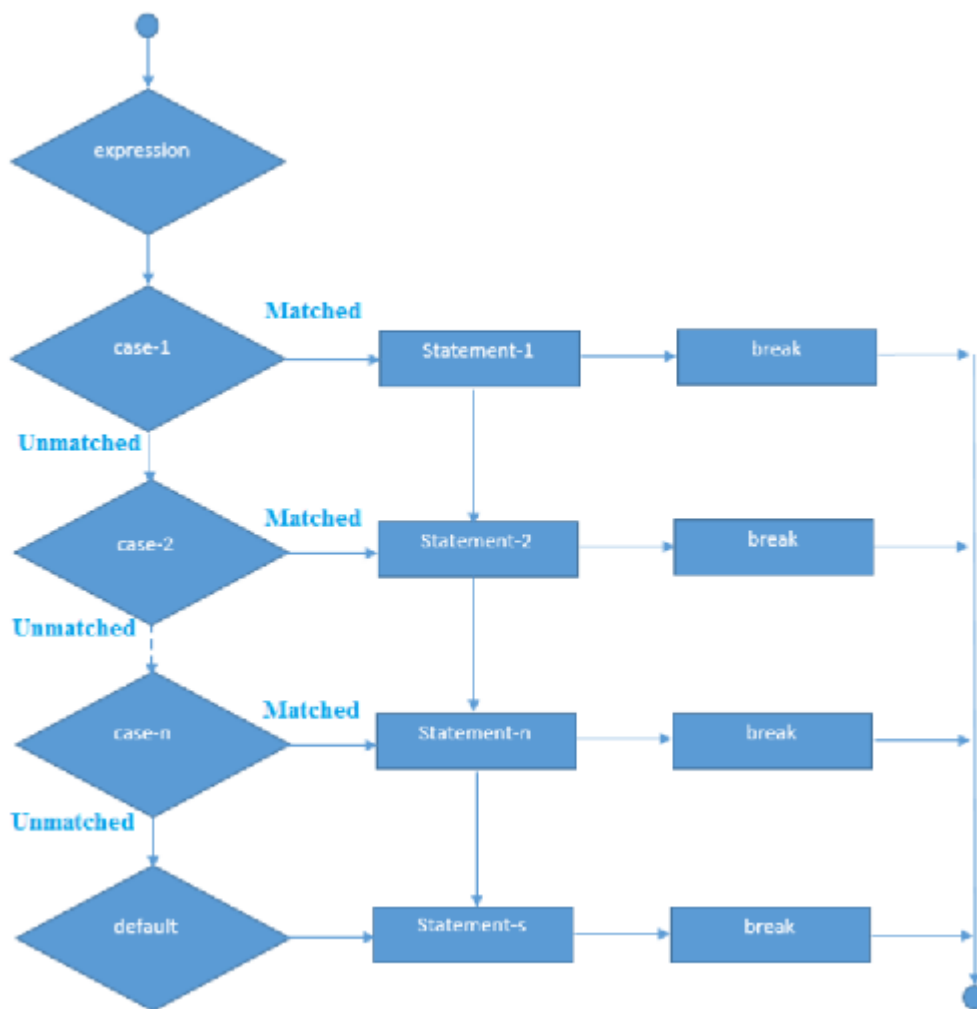 expression
case-1
Matched
Statement-1
break
Unmatched
case-2
Matched
Statement-2
break
Unmatched
case-n
Matched
Statement-n
break
Unmatched
default
Statement-s
break